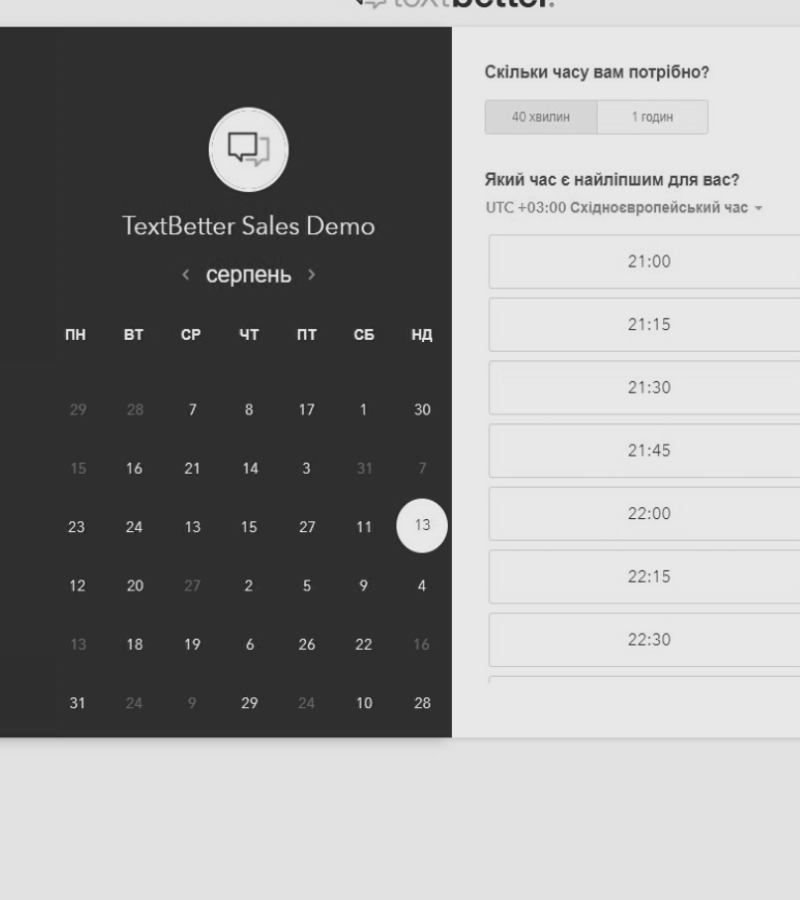 textbetter.
Скільки часу вам потрібно?
40 хвилин 1 годин
TextBetter Sales Demo
‹ серпень ›
ПН ВТ СР ЧТ ПТ СБ НД
29 28 7 8 17 1 30
15 16 21 14 3 31 7
23 24 13 15 27 11 13
12 20 27 2 5 9 4
13 18 19 6 26 22 16
31 24 9 29 24 10 28
Який час є найліпшим для вас?
UTC +03:00 Східноєвропейський час
21:00
21:15
21:30
21:45
22:00
22:15
22:30